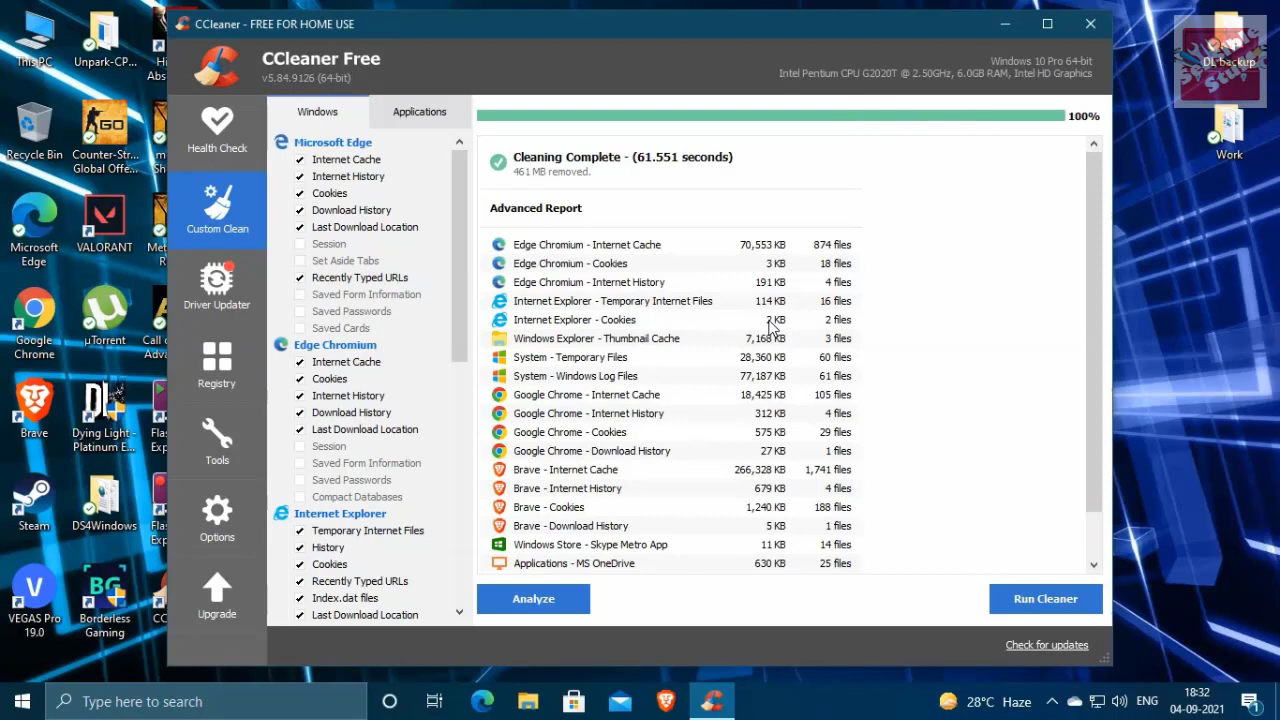 CCleaner - FREE FOR HOME USE
CCleaner Free
v5.84.9126 (64-bit)
Windows 10 Pro 64-bit
Intel Pentium CPU G2020T @ 2.50GHz, 6.0GB RAM, Intel HD Graphics
Health Check
Custom Clean
Driver Updater
Registry
Tools
Options
Upgrade
Windows
Applications
Microsoft Edge
Internet Cache
Internet History
Cookies
Download History
Last Download Location
Session
Set Aside Tabs
Recently Typed URLs
Saved Form Information
Saved Passwords
Saved Cards
Edge Chromium
Internet Cache
Cookies
Internet History
Download History
Last Download Location
Session
Saved Form Information
Saved Passwords
Compact Databases
Internet Explorer
Temporary Internet Files
History
Cookies
Recently Typed URLs
Index.dat files
Last Download Location
100%
Cleaning Complete - (61.551 seconds)
461 MB removed.
Advanced Report
Edge Chromium - Internet Cache 70,553 KB 874 files
Edge Chromium - Cookies 3 KB 18 files
Edge Chromium - Internet History 191 KB 4 files
Internet Explorer - Temporary Internet Files 114 KB 16 files
Internet Explorer - Cookies 2 KB 2 files
Windows Explorer - Thumbnail Cache 7,168 KB 3 files
System - Temporary Files 28,360 KB 60 files
System - Windows Log Files 77,187 KB 61 files
Google Chrome - Internet Cache 18,425 KB 105 files
Google Chrome - Internet History 312 KB 4 files
Google Chrome - Cookies 575 KB 29 files
Google Chrome - Download History 27 KB 1 files
Brave - Internet Cache 266,328 KB 1,741 files
Brave - Internet History 679 KB 4 files
Brave - Cookies 1,240 KB 188 files
Brave - Download History 5 KB 1 files
Windows Store - Skype Metro App 11 KB 14 files
Applications - MS OneDrive 630 KB 25 files
Analyze
Run Cleaner
Check for updates
This PC
Unpark-CP...
Recycle Bin
Counter-Str...
Global Offe...
Microsoft
Edge
VALORANT
Google
Chrome
µTorrent
Brave
Dying Light -
Platinum E...
Steam
DS4Windows
VEGAS Pro
19.0
Borderless
Gaming
DL backup
Work
Type here to search
28°C Haze
ENG
18:32
04-09-2021